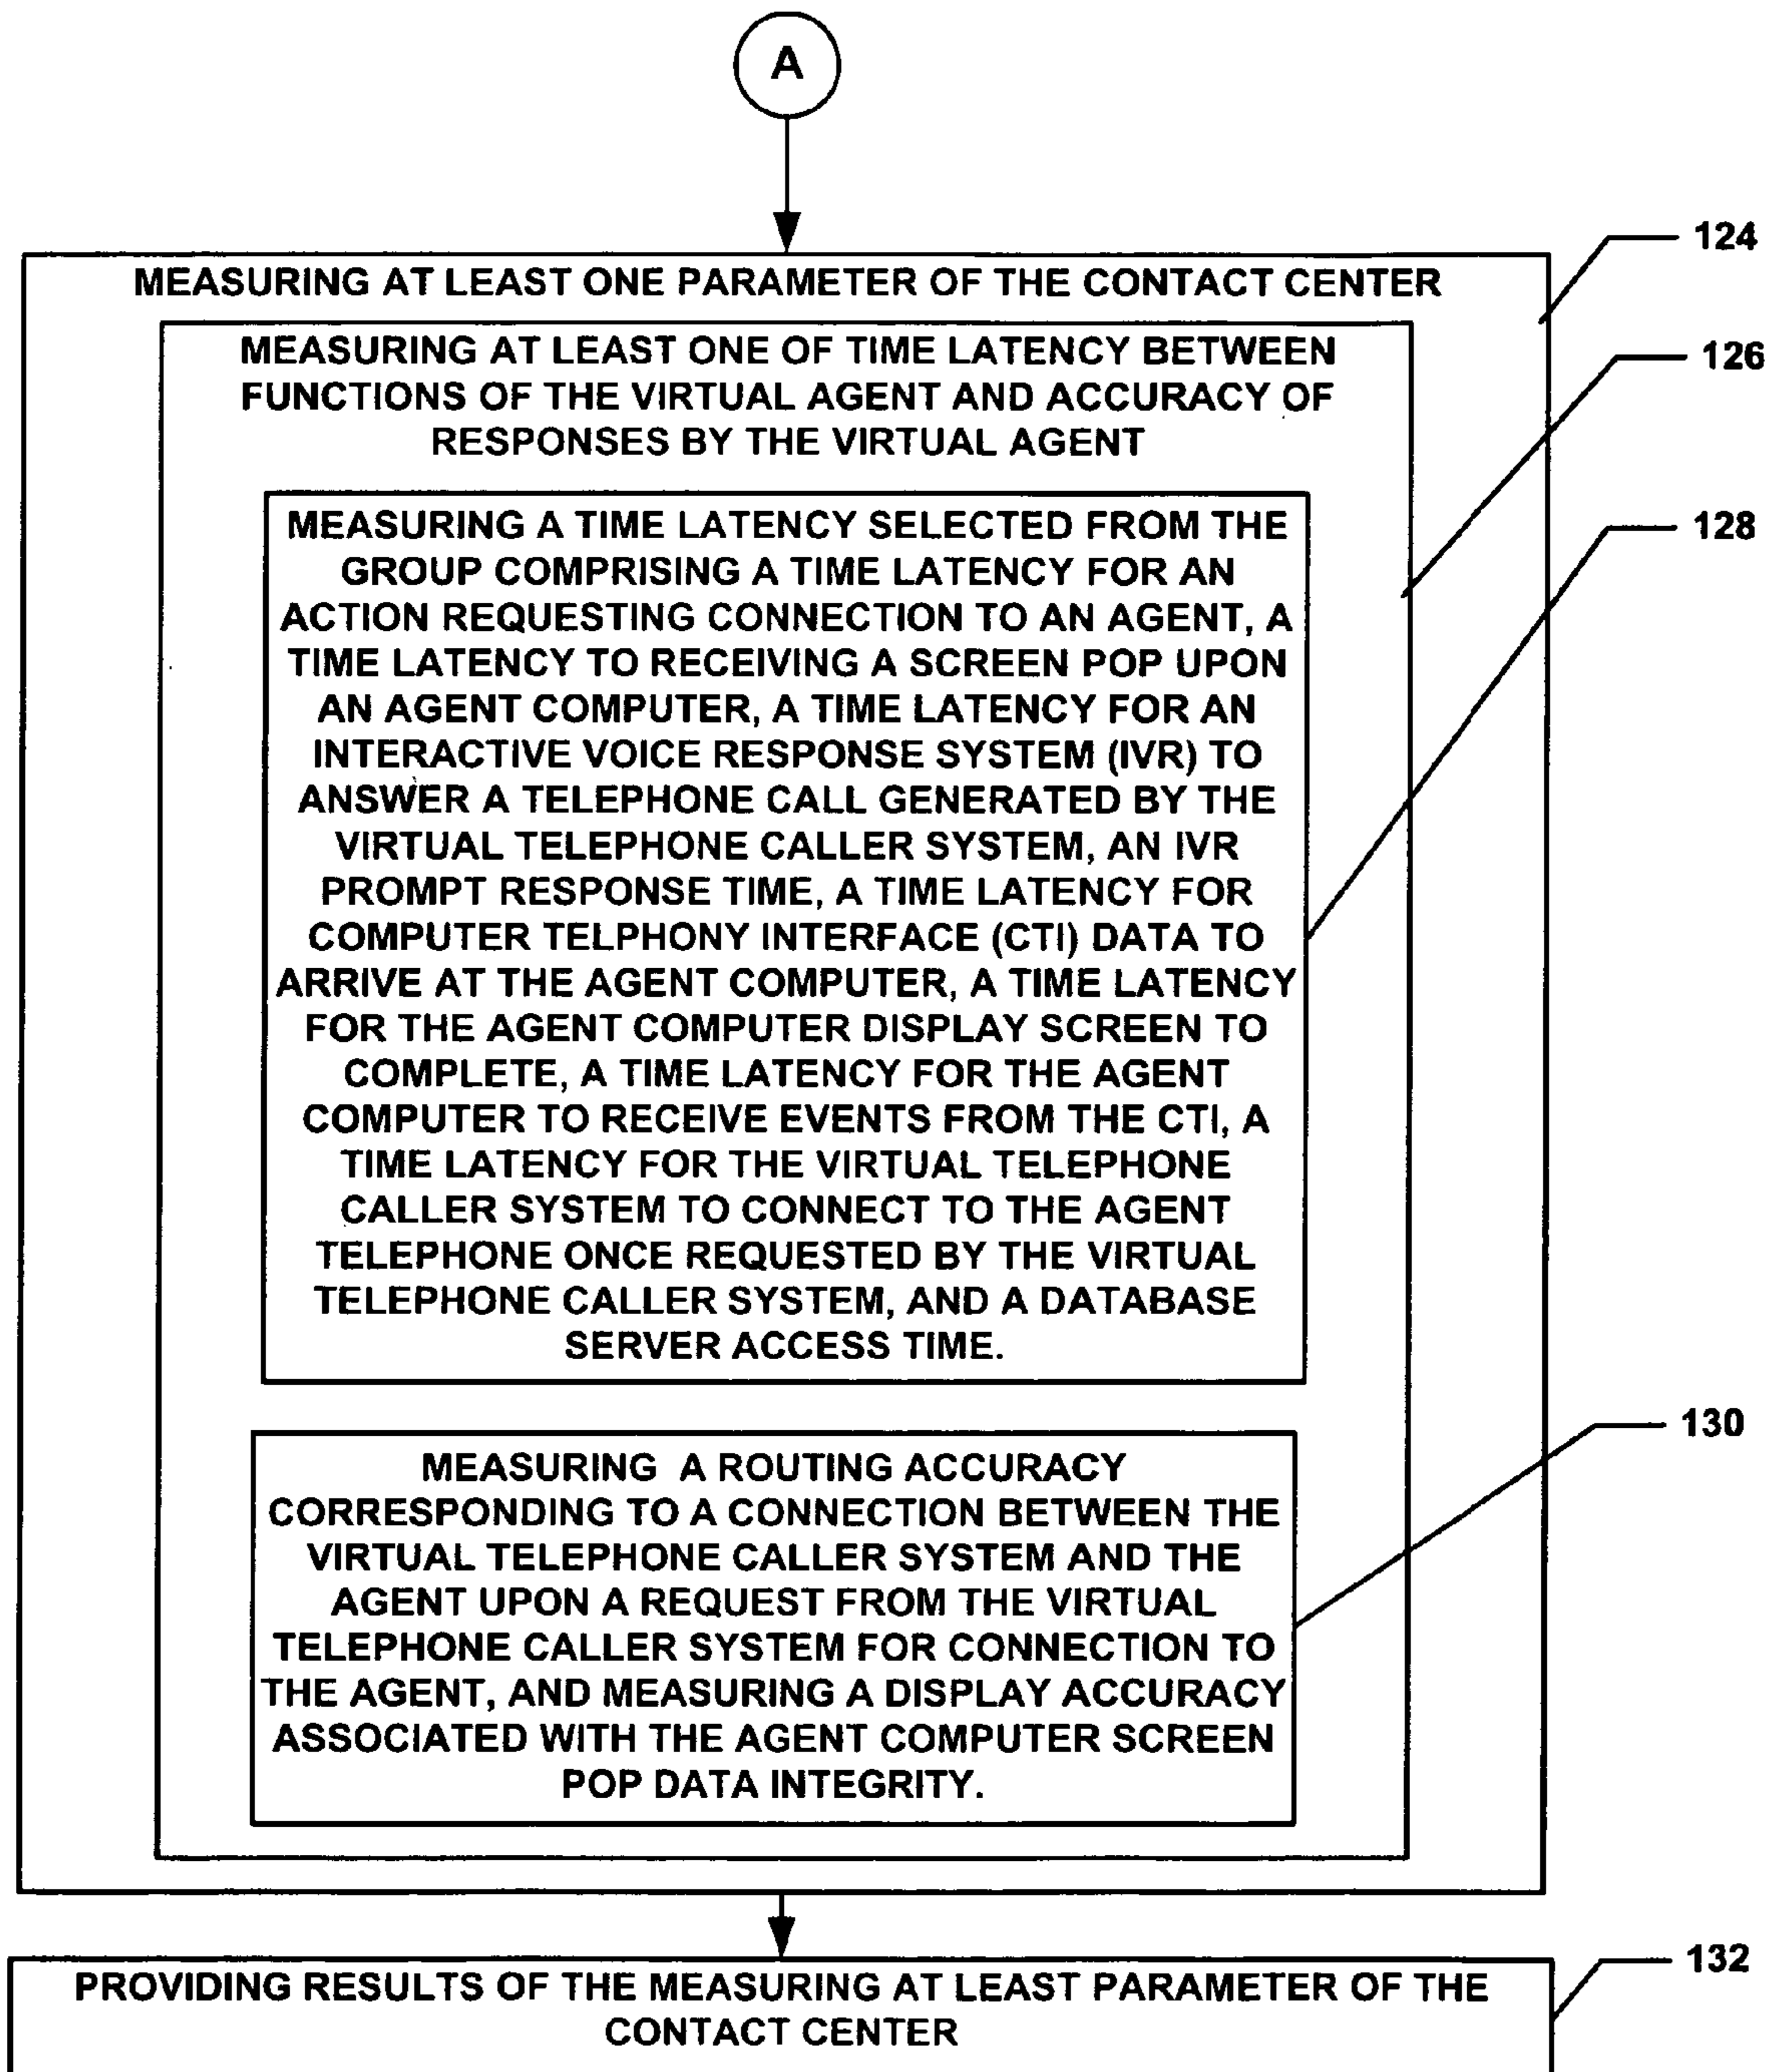 A
124
MEASURING AT LEAST ONE PARAMETER OF THE CONTACT CENTER
126
MEASURING AT LEAST ONE OF TIME LATENCY BETWEEN
FUNCTIONS OF THE VIRTUAL AGENT AND ACCURACY OF
RESPONSES BY THE VIRTUAL AGENT
128
MEASURING A TIME LATENCY SELECTED FROM THE
GROUP COMPRISING A TIME LATENCY FOR AN
ACTION REQUESTING CONNECTION TO AN AGENT, A
TIME LATENCY TO RECEIVING A SCREEN POP UPON
AN AGENT COMPUTER, A TIME LATENCY FOR AN
INTERACTIVE VOICE RESPONSE SYSTEM (IVR) TO
ANSWER A TELEPHONE CALL GENERATED BY THE
VIRTUAL TELEPHONE CALLER SYSTEM, AN IVR
PROMPT RESPONSE TIME, A TIME LATENCY FOR
COMPUTER TELPHONY INTERFACE (CTI) DATA TO
ARRIVE AT THE AGENT COMPUTER, A TIME LATENCY
FOR THE AGENT COMPUTER DISPLAY SCREEN TO
COMPLETE, A TIME LATENCY FOR THE AGENT
COMPUTER TO RECEIVE EVENTS FROM THE CTI, A
TIME LATENCY FOR THE VIRTUAL TELEPHONE
CALLER SYSTEM TO CONNECT TO THE AGENT
TELEPHONE ONCE REQUESTED BY THE VIRTUAL
TELEPHONE CALLER SYSTEM, AND A DATABASE
SERVER ACCESS TIME.
130
MEASURING A ROUTING ACCURACY
CORRESPONDING TO A CONNECTION BETWEEN THE
VIRTUAL TELEPHONE CALLER SYSTEM AND THE
AGENT UPON A REQUEST FROM THE VIRTUAL
TELEPHONE CALLER SYSTEM FOR CONNECTION TO
THE AGENT, AND MEASURING A DISPLAY ACCURACY
ASSOCIATED WITH THE AGENT COMPUTER SCREEN
POP DATA INTEGRITY.
132
PROVIDING RESULTS OF THE MEASURING AT LEAST PARAMETER OF THE
CONTACT CENTER